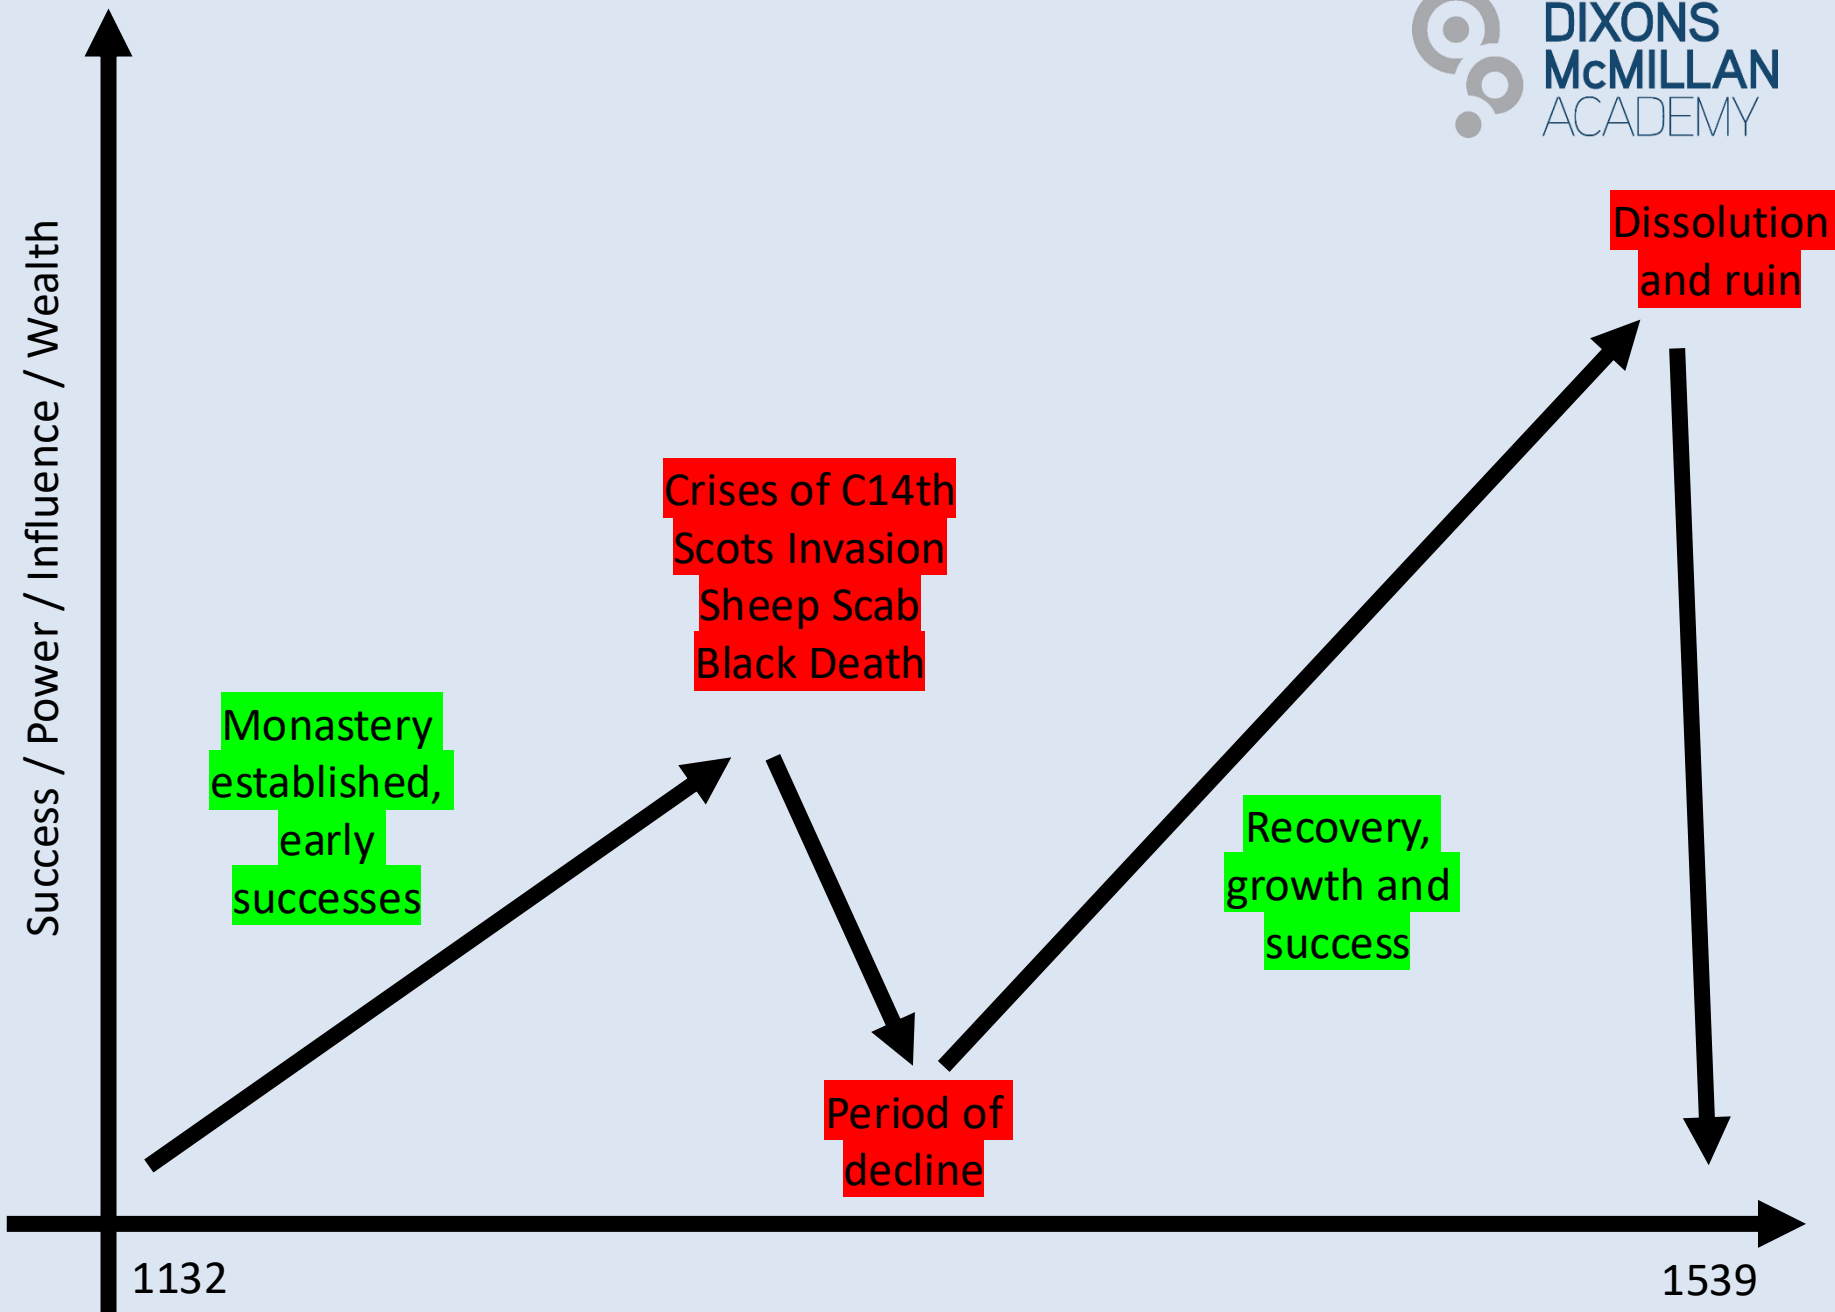 DIXONS
McMILLAN
ACADEMY
Success / Power / Influence / Wealth
Dissolution
and ruin
Crises of C14th
Scots Invasion
Sheep Scab
Black Death
Monastery
established,
early
successes
Recovery,
growth and
success
Period of
decline
1132
1539